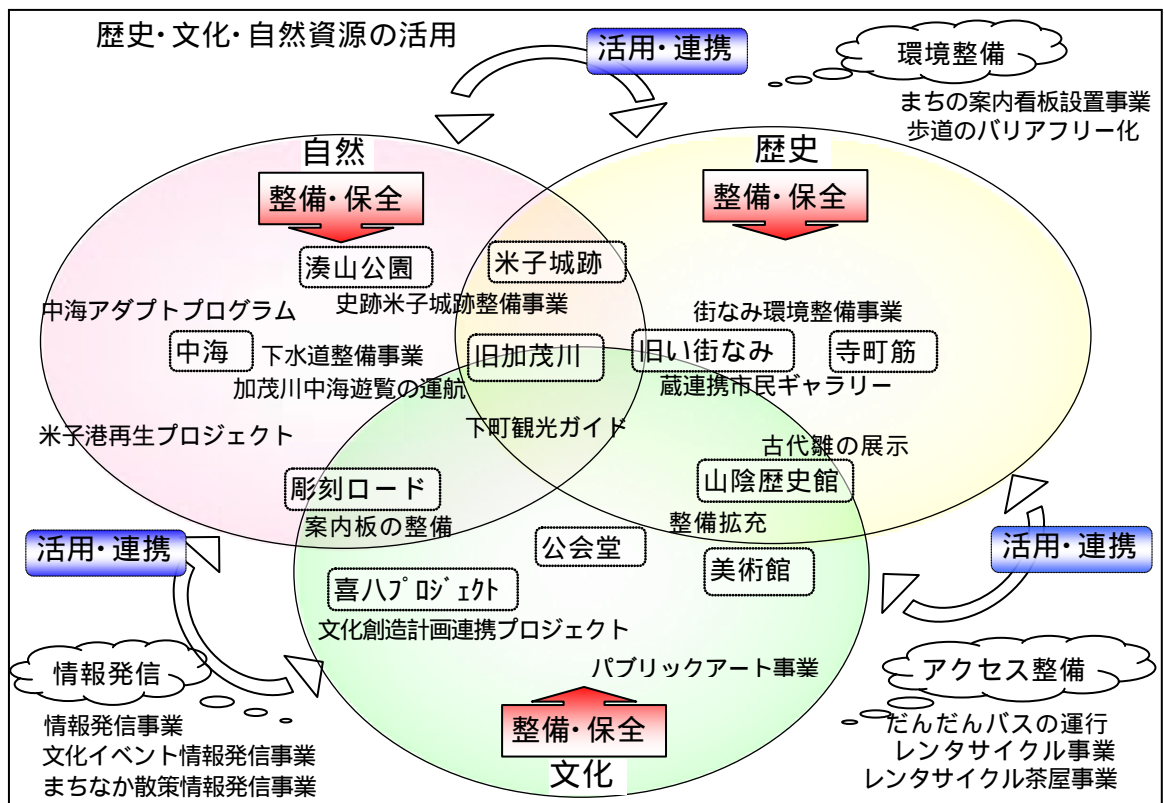 歴史・文化・自然資源の活用
活用・連携
環境整備
まちの案内看板設置事業
歩道のバリアフリー化
自然
整備・保全
歴史
整備・保全
湊山公園
米子城跡
中海アダプトプログラム
史跡米子城跡整備事業
街なみ環境整備事業
中海
下水道整備事業
旧加茂川
旧い街なみ
寺町筋
加茂川中海遊覧の運航
蔵連携市民ギャラリー
米子港再生プロジェクト
下町観光ガイド
古代雛の展示
彫刻ロード
山陰歴史館
案内板の整備
整備拡充
活用・連携
公会堂
美術館
活用・連携
喜八プロジェクト
文化創造計画連携プロジェクト
パブリックアート事業
情報発信
アクセス整備
整備・保全
文化
情報発信事業
文化イベント情報発信事業
まちなか散策情報発信事業
だんだんバスの運行
レンタサイクル事業
レンタサイクル茶屋事業